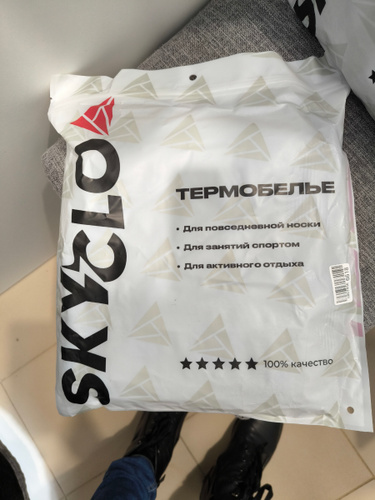 SKYCLO
ТЕРМОБЕЛЬЕ
• Для повседневной носки
• Для занятий спортом
• Для активного отдыха
★★★★★ 100% качество